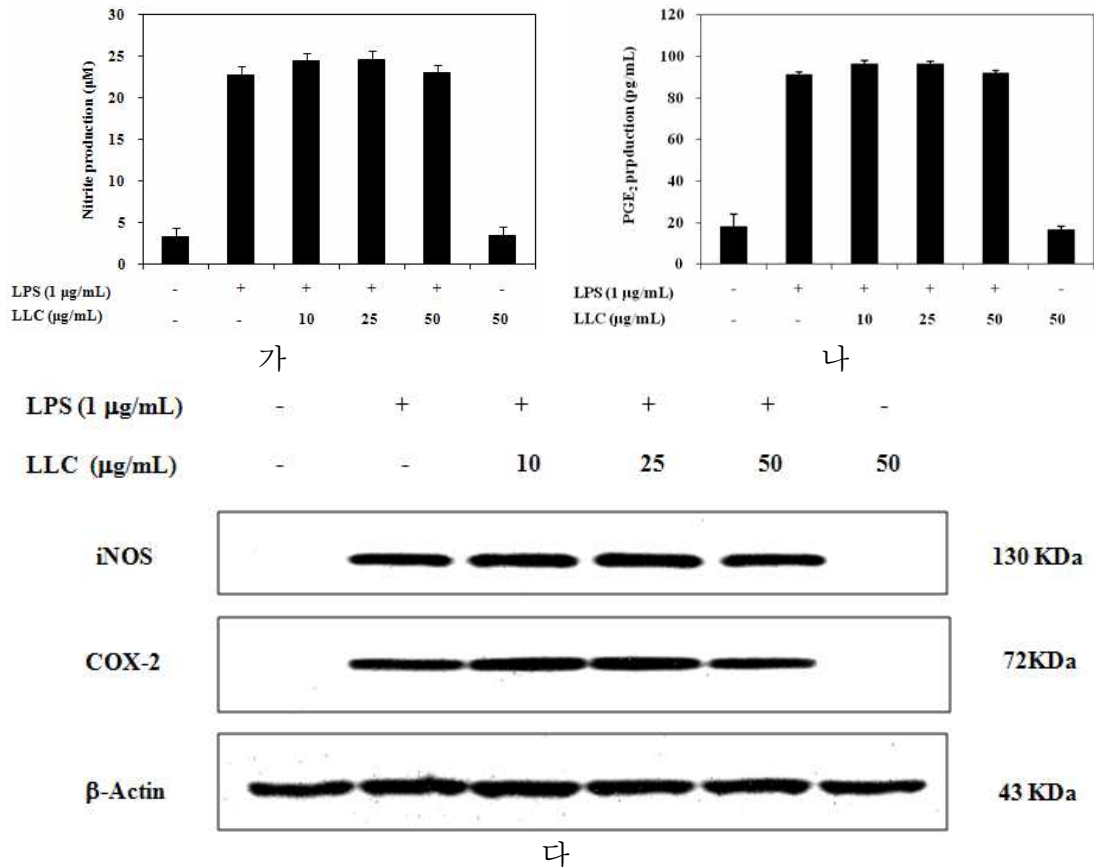 30
25
20
15
10
5
0
Nitrite production (µM)
LPS (1 µg/mL) - + + + + -
LLC (µg/mL) - - 10 25 50 50
가
120
100
80
60
40
20
0
PGE2 prpduction (pg/mL)
LPS (1 µg/mL) - + + + + -
LLC (µg/mL) - - 10 25 50 50
나
LPS (1 µg/mL) - + + + + -
LLC (µg/mL) - - 10 25 50 50
iNOS 130 KDa
COX-2 72KDa
β-Actin 43 KDa
다